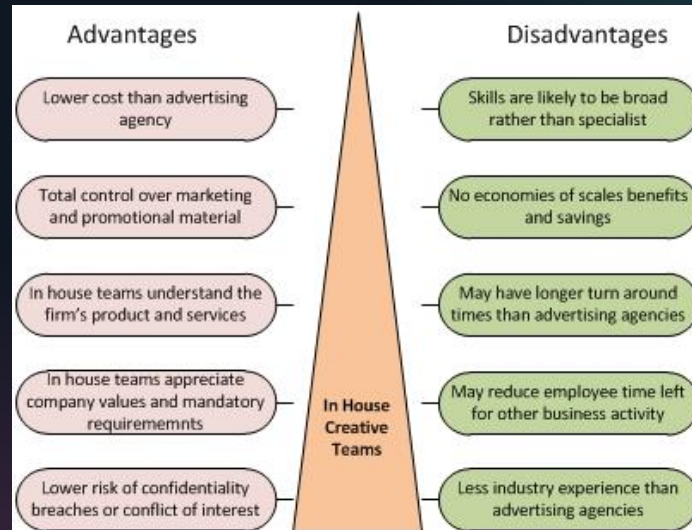 Advantages
Disadvantages
Lower cost than advertising
agency
Skills are likely to be broad
rather than specialist
Total control over marketing
and promotional material
No economies of scales benefits
and savings
In house teams understand the
firm's product and services
May have longer turn around
times than advertising agencies
In house teams appreciate
company values and mandatory
requirememnts
May reduce employee time left
for other business activity
Lower risk of confidentiality
breaches or conflict of interest
Less industry experience than
advertising agencies
In House
Creative
Teams